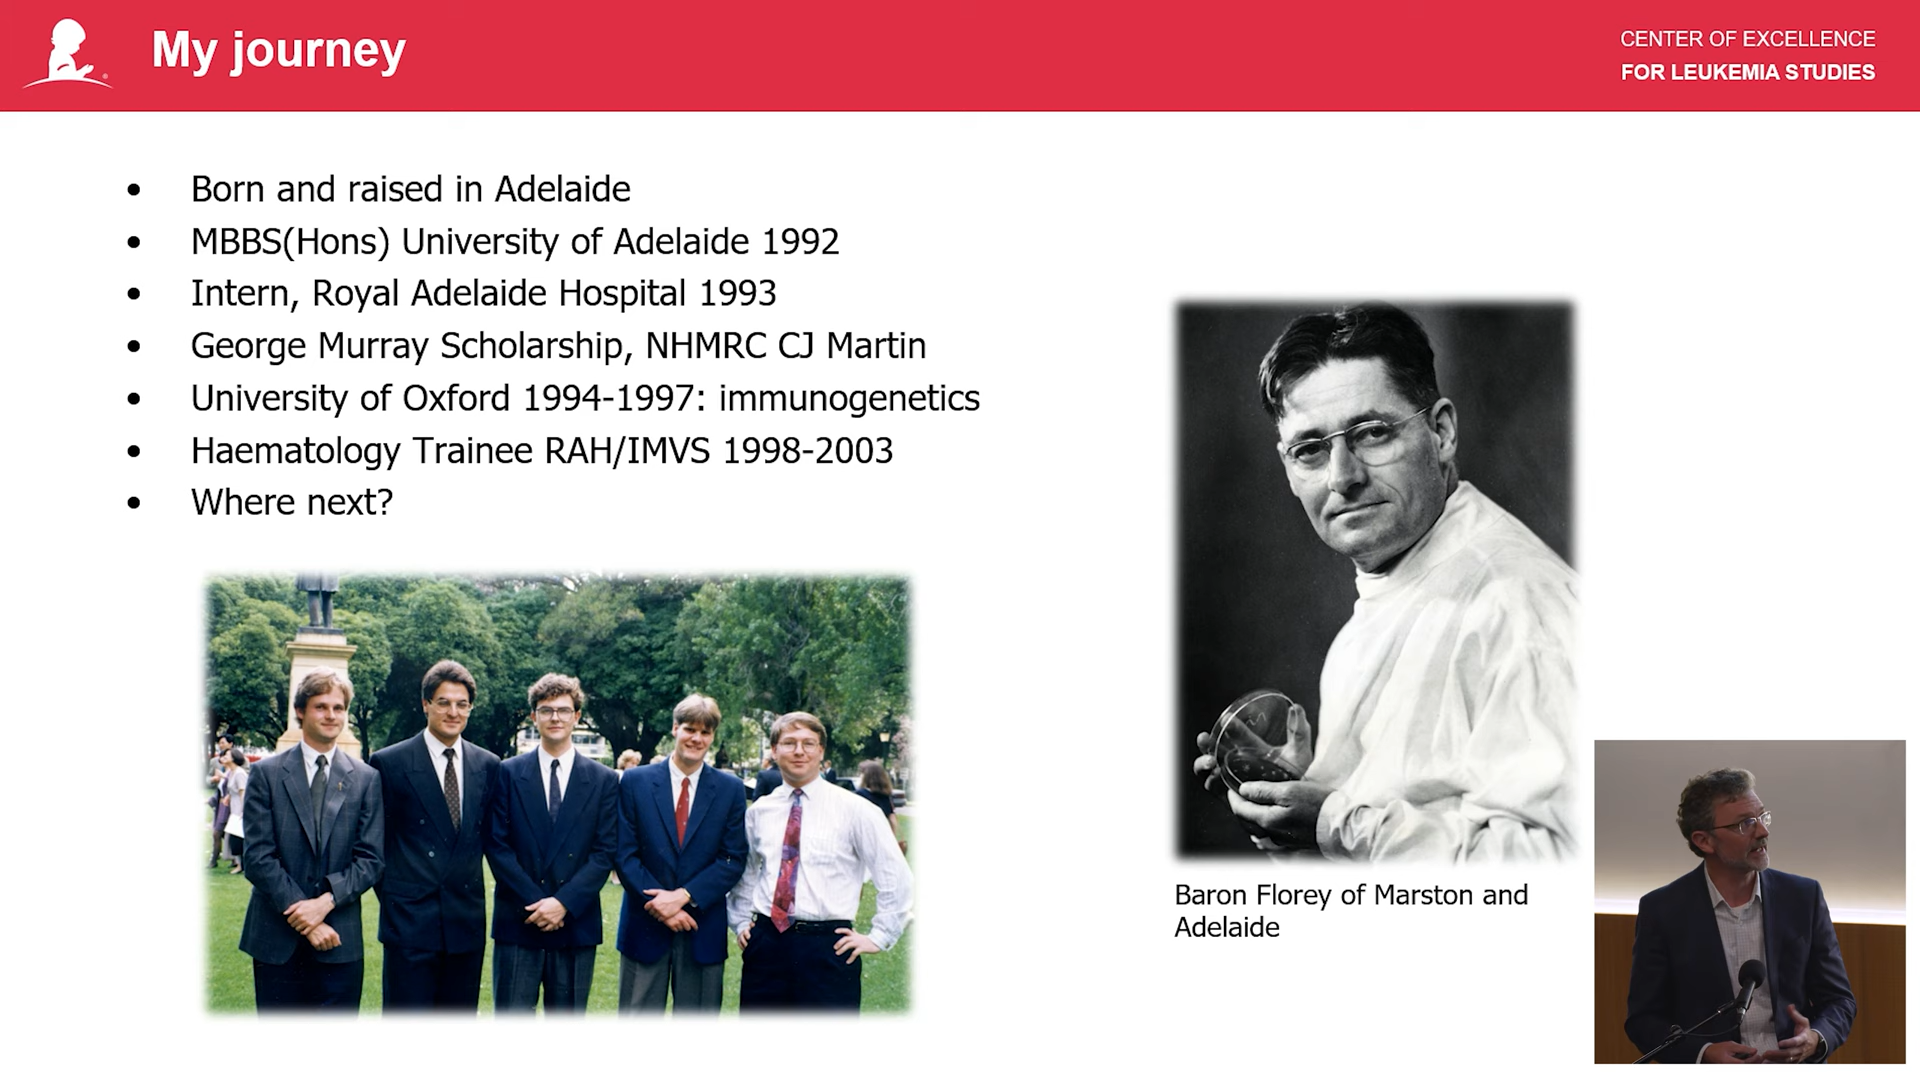 My journey
CENTER OF EXCELLENCE
FOR LEUKEMIA STUDIES
• Born and raised in Adelaide
• MBBS(Hons) University of Adelaide 1992
• Intern, Royal Adelaide Hospital 1993
• George Murray Scholarship, NHMRC CJ Martin
• University of Oxford 1994-1997: immunogenetics
• Haematology Trainee RAH/IMVS 1998-2003
• Where next?
Baron Florey of Marston and
Adelaide